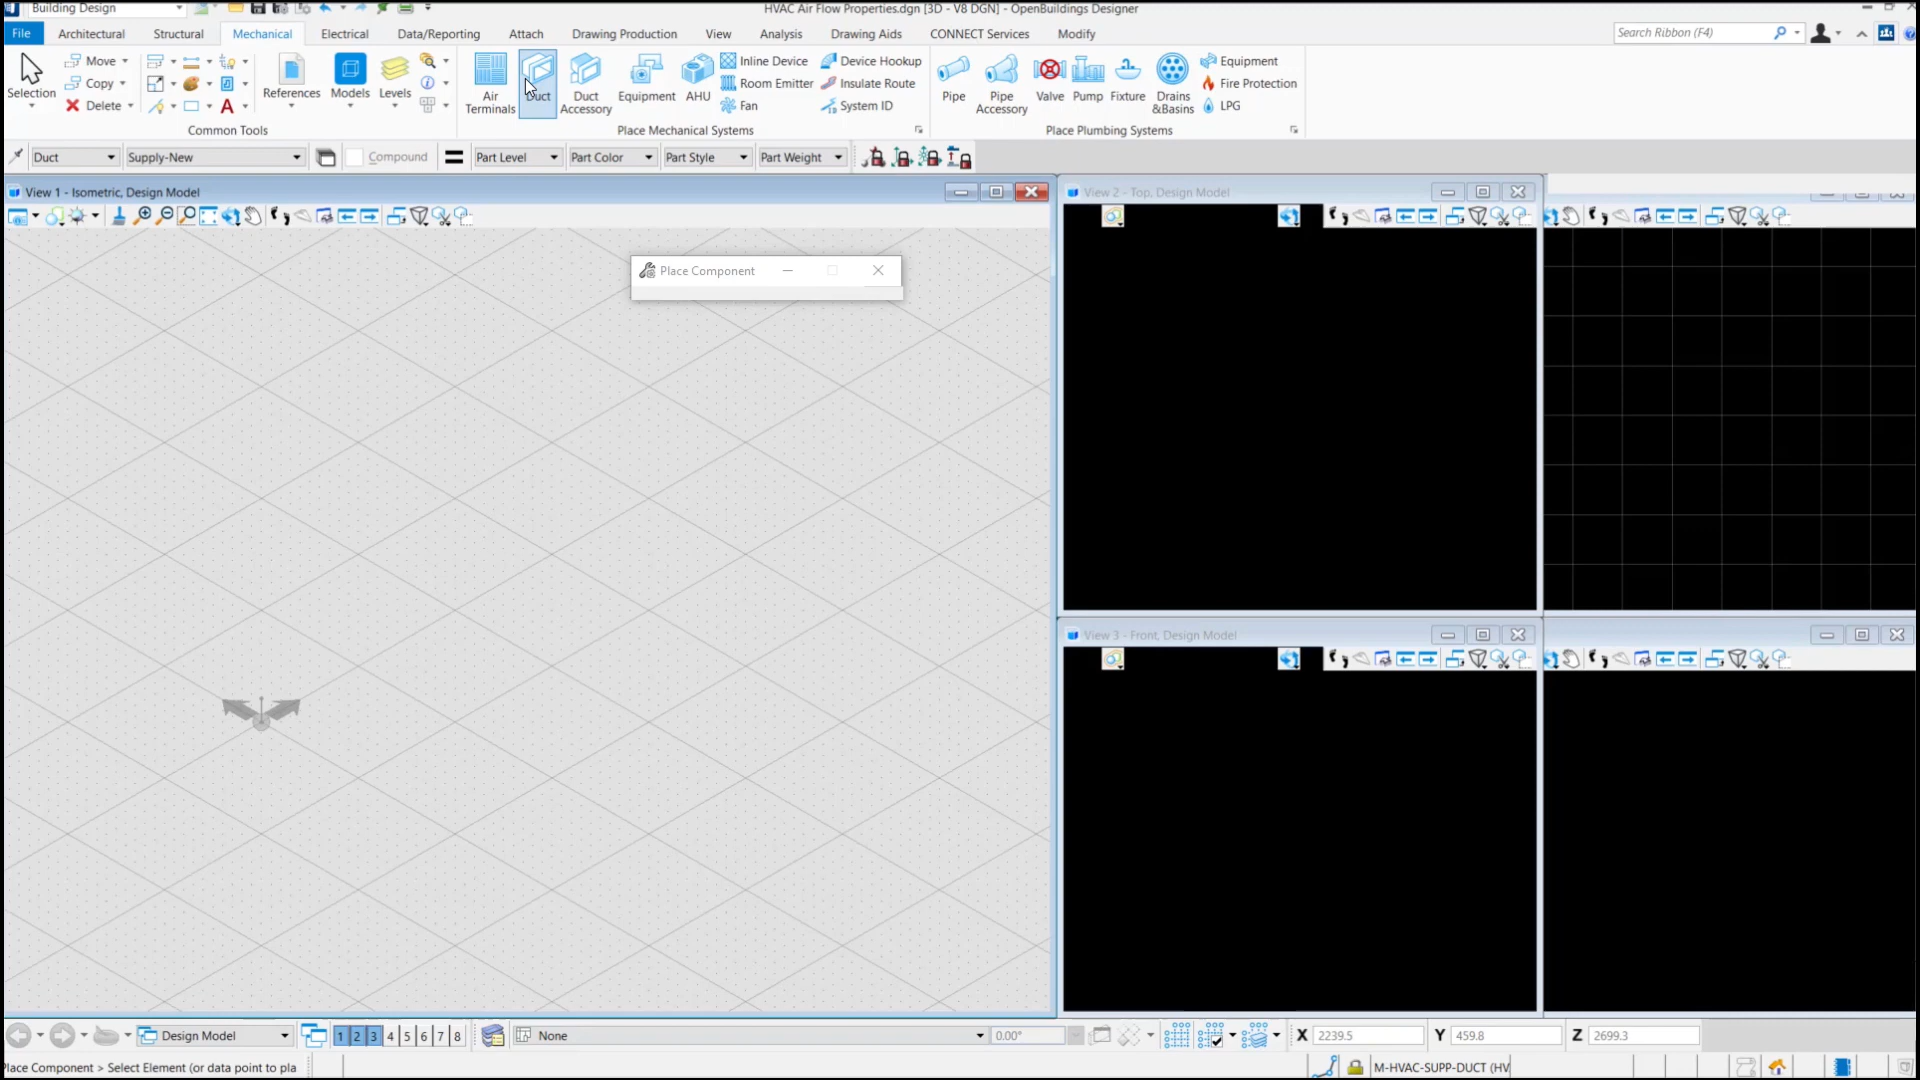 Building Design
HVAC Air Flow Properties.dgn [3D - V8 DGN] - OpenBuildings Designer
File Architectural Structural Mechanical Electrical Data/Reporting Attach Drawing Production View Analysis Drawing Aids CONNECT Services Modify Search Ribbon (F4)
Selection Move Copy Delete References Models Levels
Common Tools
Air Terminals Duct Duct Accessory Equipment AHU Inline Device Room Emitter Fan Device Hookup Insulate Route System ID
Place Mechanical Systems
Pipe Pipe Accessory Valve Pump Fixture Drains &Basins Equipment Fire Protection LPG
Place Plumbing Systems
Duct Supply-New Compound Part Level Part Color Part Style Part Weight
View 1 - Isometric, Design Model
View 2 - Top, Design Model
Place Component
View 3 - Front, Design Model
Design Model 1 2 3 4 5 6 7 8 None 0.00° X 2239.5 Y 459.8 Z 2699.3
Place Component > Select Element (or data point to pla
M-HVAC-SUPP-DUCT (HV